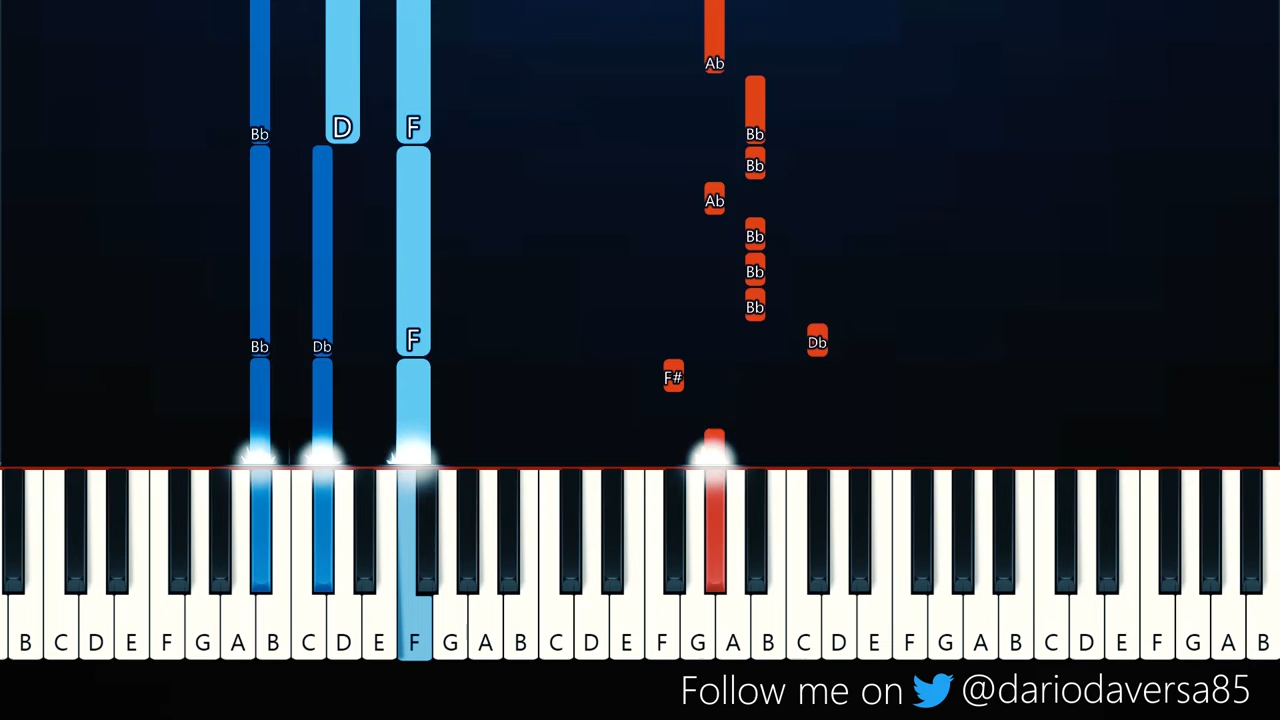 Ab
Bb D F Bb
Bb
Ab
Bb
Bb
Bb
Bb Db F Db
F#
B C D E F G A B C D E F G A B C D E F G A B C D E F G A B C D E F G A B
Follow me on @dariodaversa85